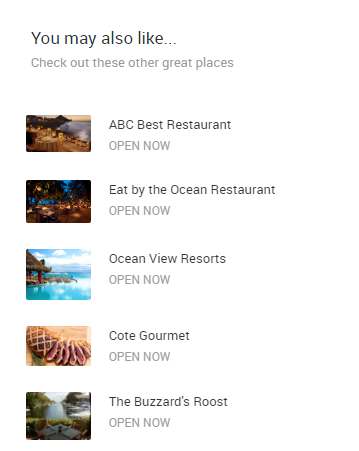 You may also like...
Check out these other great places
ABC Best Restaurant
OPEN NOW
Eat by the Ocean Restaurant
OPEN NOW
Ocean View Resorts
OPEN NOW
Cote Gourmet
OPEN NOW
The Buzzard's Roost
OPEN NOW